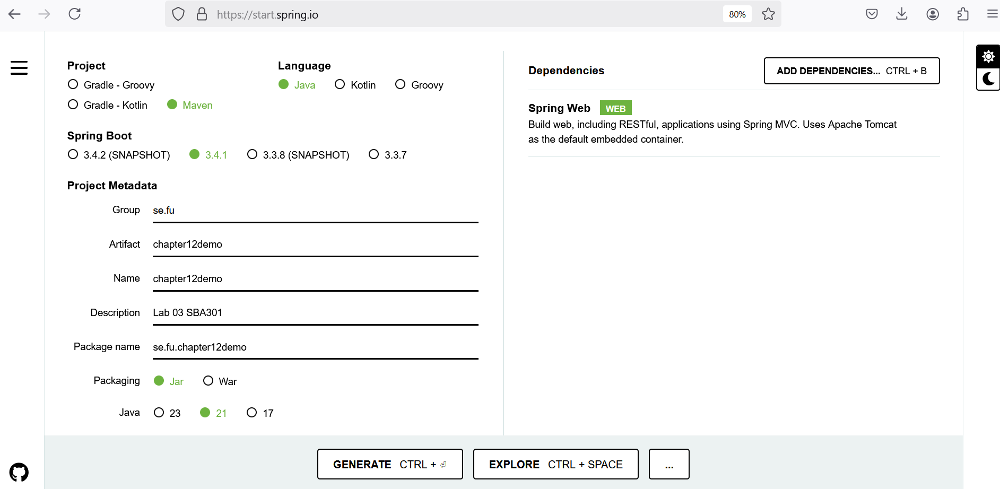 https://start.spring.io
80%
Project
Gradle - Groovy
Gradle - Kotlin Maven
Language
Java Kotlin Groovy
Spring Boot
3.4.2 (SNAPSHOT) 3.4.1 3.3.8 (SNAPSHOT) 3.3.7
Project Metadata
Group se.fu
Artifact chapter12demo
Name chapter12demo
Description Lab 03 SBA301
Package name se.fu.chapter12demo
Packaging Jar War
Java 23 21 17
Dependencies
ADD DEPENDENCIES... CTRL + B
Spring Web WEB
Build web, including RESTful, applications using Spring MVC. Uses Apache Tomcat
as the default embedded container.
GENERATE CTRL + ⏎
EXPLORE CTRL + SPACE
...